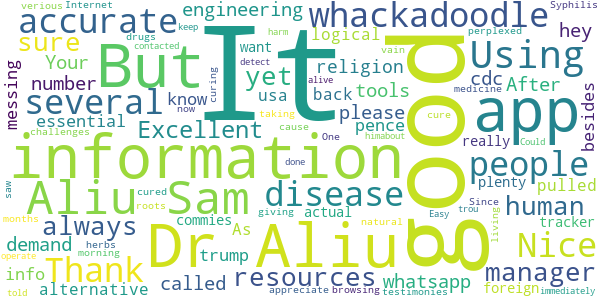 verious
Internet
engineering
Syphilis
accurate
whackadoodle
keep
contacted
perplexed
hey
drugs
harm
logical
sure
But
It
good
Using
messing
Your
yet
want
vain
detect
alive
religion
cdc
number
curing
medicine
After
several
know
usa
back
tools
app
besides
essential
now
taking
please
cause
cure
Excellent
pence
One
really
challenges
Could
himabout
information
people
done
Since
plenty
pulled
Aliu
Sam
disease
cured
actual
saw
roots
giving
As
Easy
trou
human
commies
tracker
always
Dr Aliu
Nice
months
natural
living
demand
herbs
trump
operate
morning
Thank
called
resources
manager
info
whatsapp
foreign
told
alternative
appreciate
browsing
testimonies
immediately